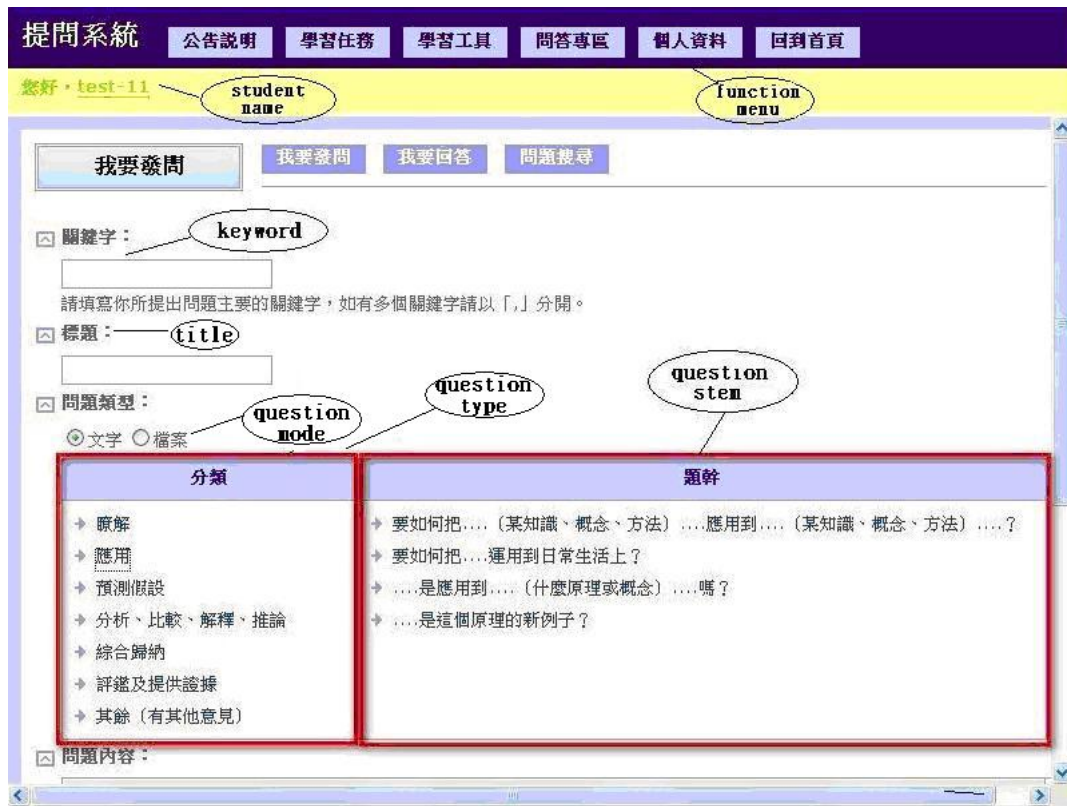 提問系統 公告說明 學習任務 學習工具 問答專區 個人資料 回到首頁
您好，test-11
student name
function menu
我要發問 我要發問 我要回答 問題搜尋
關鍵字：
keyword
請填寫你所提出問題主要的關鍵字，如有多個關鍵字請以「,」分開。
標題：
title
問題類型：
question mode
question type
question stem
文字 檔案
分類
題幹
瞭解
應用
預測假設
分析、比較、解釋、推論
綜合歸納
評鑑及提供證據
其餘（有其他意見）
要如何把....（某知識、概念、方法）....應用到....（某知識、概念、方法）....？
要如何把....運用到日常生活上？
....是應用到....（什麼原理或概念）....嗎？
....是這個原理的新例子？
問題內容：